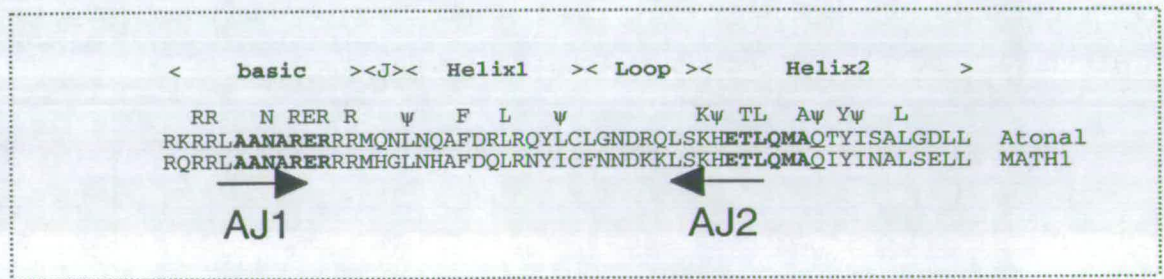 < basic ><J>< Helix1 >< Loop >< Helix2 >
RR N RER R ψ F L ψ Kψ TL Aψ Yψ L
RKRRLAANARERRRMQNLNQAFDRLRQYLCLGNDRQLSKHETLQMAQTYISALGDLL Atonal
RQRRLAANARERRRMHGLNHAFDQLRNYICFNNDKKLSKHETLQMAQIYINALSELL MATH1
AJ1 AJ2